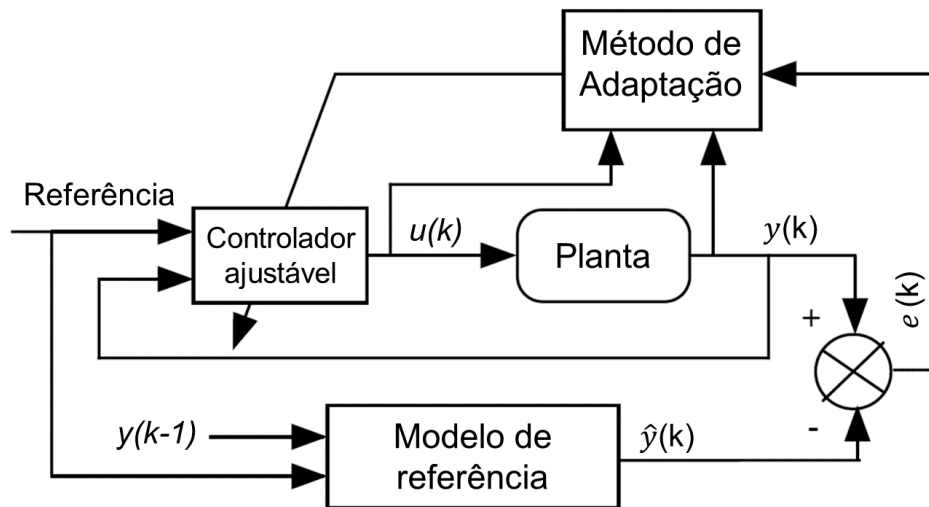 Método de
Adaptação
Referência
Controlador
ajustável
u(k)
Planta
y(k)
e(k)
+
-
y(k-1)
Modelo de
referência
ŷ(k)